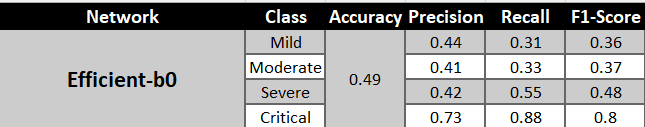 Network Class Accuracy Precision Recall F1-Score
Mild 0.44 0.31 0.36
Moderate 0.41 0.33 0.37
Efficient-b0 0.49
Severe 0.42 0.55 0.48
Critical 0.73 0.88 0.8